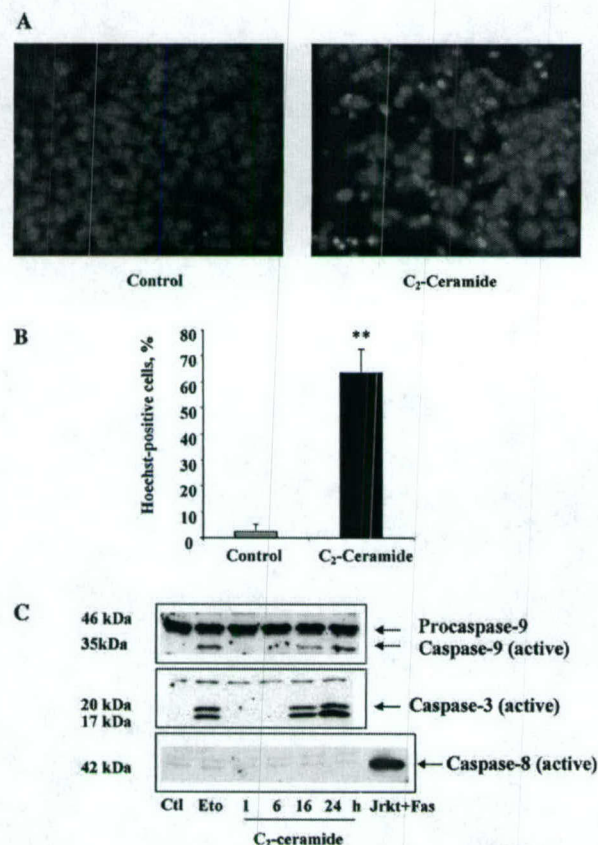 A
Control
C₂-Ceramide
B
Hoechst-positive cells, %
80
70
60
50
40
30
20
10
0
**
Control
C₂-Ceramide
C
46 kDa
35kDa
Procaspase-9
Caspase-9 (active)
20 kDa
17 kDa
Caspase-3 (active)
42 kDa
Caspase-8 (active)
Ctl Eto 1 6 16 24 h Jrkt+Fas
C₂-ceramide